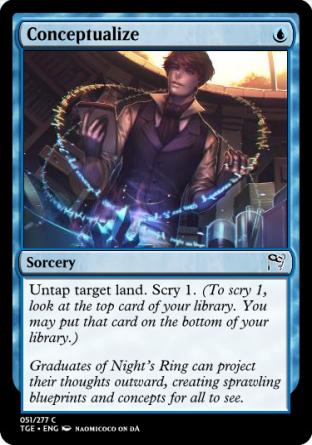 Conceptualize
Sorcery
Untap target land. Scry 1. (To scry 1,
look at the top card of your library. You
may put that card on the bottom of your
library.)
Graduates of Night's Ring can project
their thoughts outward, creating sprawling
blueprints and concepts for all to see.
051/277 C
TGE • ENG NAOMICOCO ON DÄ